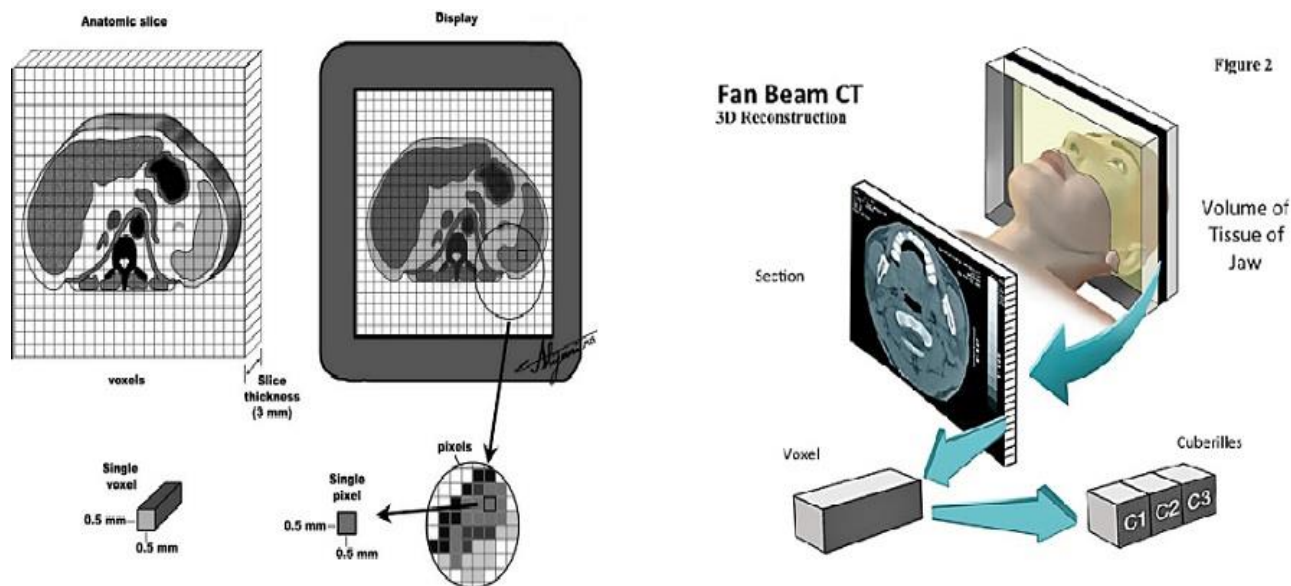 Anatomic slice
Display
voxels
Slice
thickness
(3 mm)
Single
voxel
0.5 mm
0.5 mm
pixels
Single
pixel
0.5 mm
0.5 mm
Figure 2
Fan Beam CT
3D Reconstruction
Volume of
Tissue of
Jaw
Section
Voxel
Cuberilles
C1 C2 C3